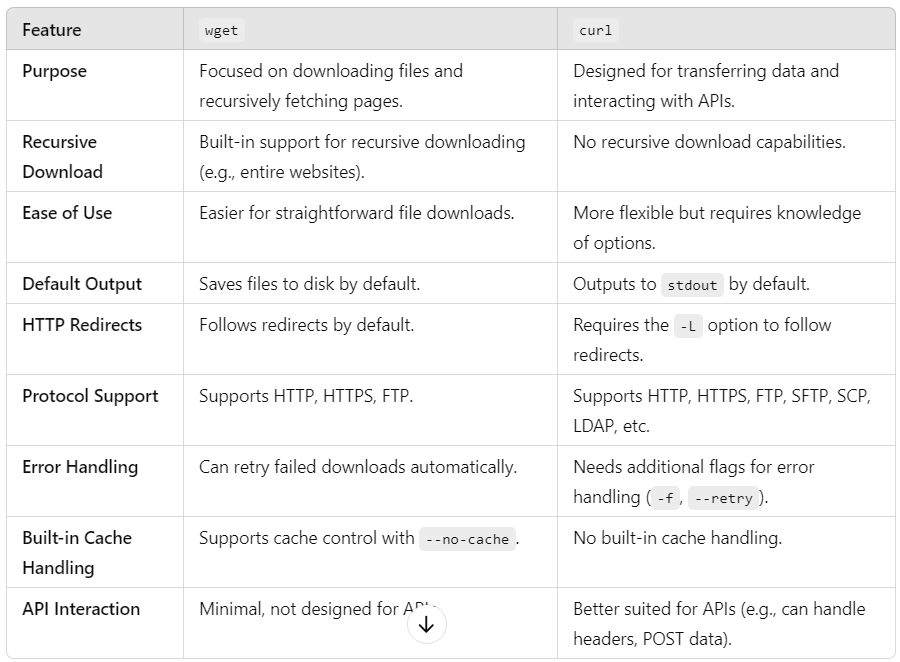 Feature wget curl
Purpose Focused on downloading files and Designed for transferring data and
recursively fetching pages. interacting with APIs.
Recursive Built-in support for recursive downloading No recursive download capabilities.
Download (e.g., entire websites).
Ease of Use Easier for straightforward file downloads. More flexible but requires knowledge
of options.
Default Output Saves files to disk by default. Outputs to stdout by default.
HTTP Redirects Follows redirects by default. Requires the -L option to follow
redirects.
Protocol Support Supports HTTP, HTTPS, FTP. Supports HTTP, HTTPS, FTP, SFTP, SCP,
LDAP, etc.
Error Handling Can retry failed downloads automatically. Needs additional flags for error
handling (-f, --retry).
Built-in Cache Supports cache control with --no-cache. No built-in cache handling.
Handling
API Interaction Minimal, not designed for Better suited for APIs (e.g., can handle
headers, POST data).